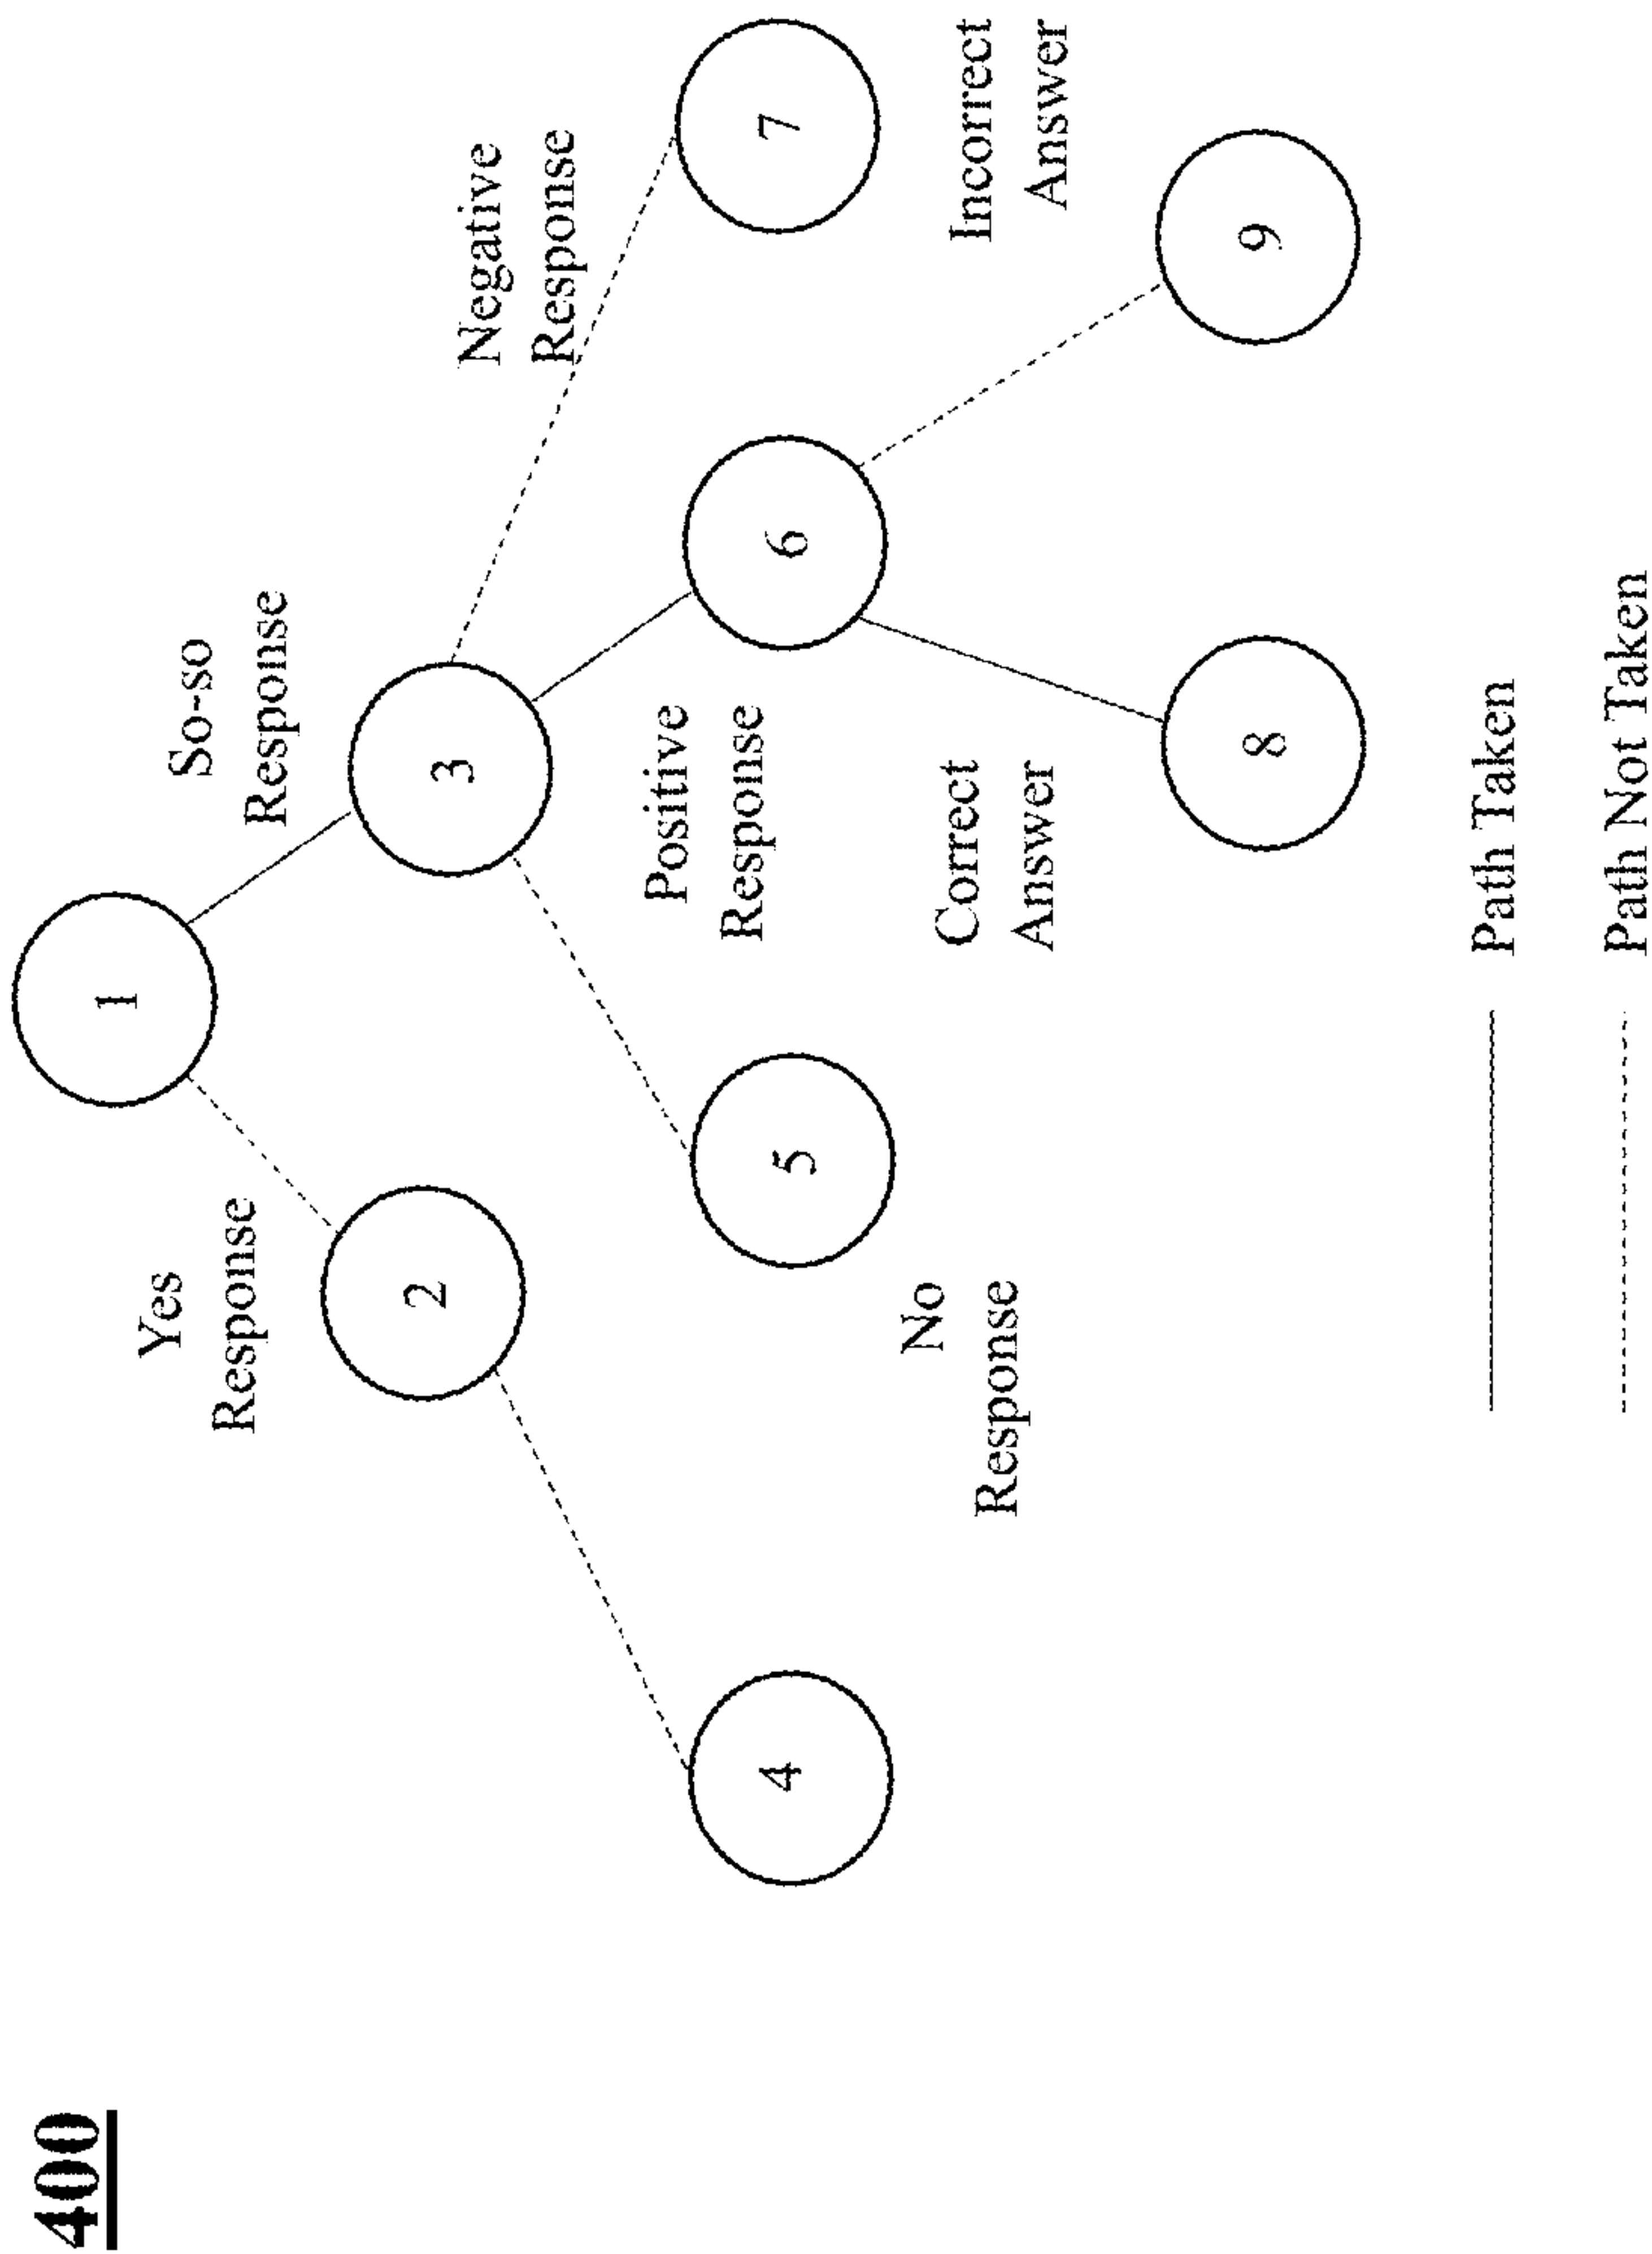 400
1
Yes
Response
So-so
Response
2
3
Negative
Response
4
5
Positive
Response
6
7
No
Response
Correct
Answer
Incorrect
Answer
8
9
Path Taken
Path Not Taken